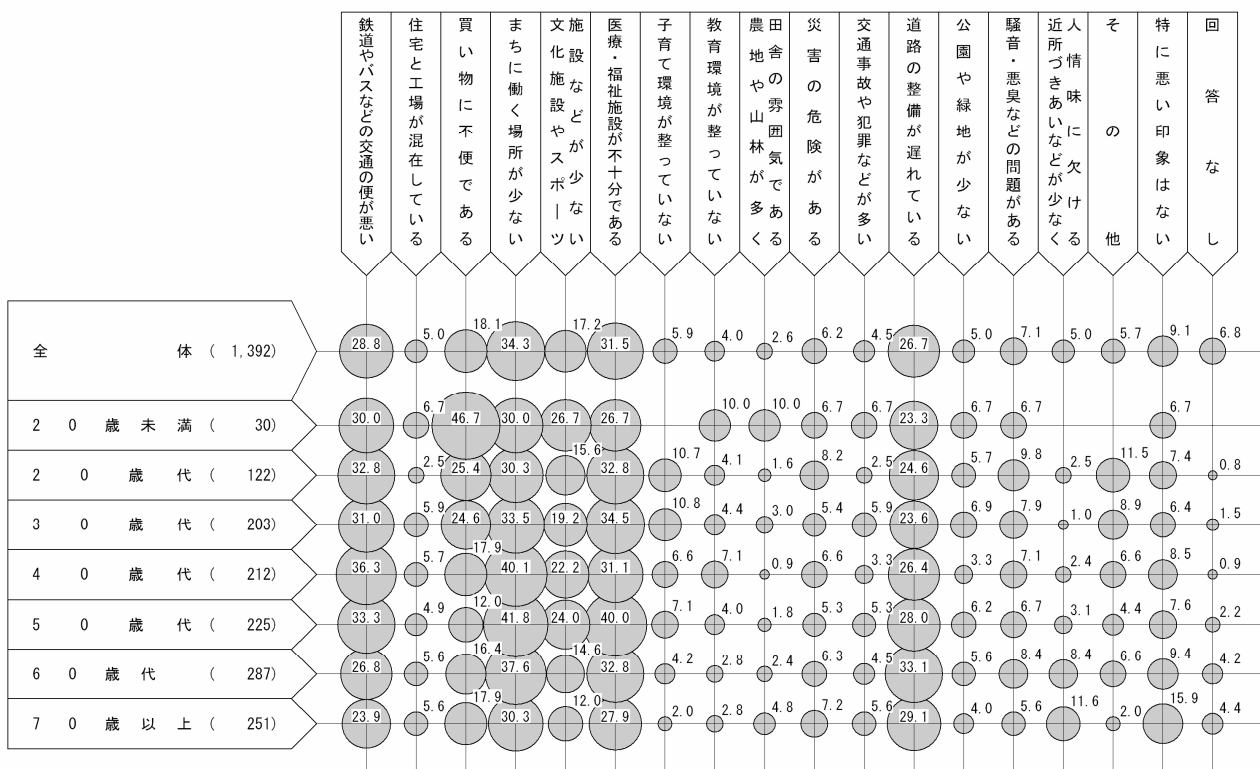 鉄道やバスなどの交通の便が悪い
住宅と工場が混在している
買い物に不便である
まちに働く場所が少ない
文化施設やスポーツ
施設などが少ない
医療・福祉施設が不十分である
子育て環境が整っていない
教育環境が整っていない
農地や山林が多く
田舎の雰囲気である
災害の危険がある
交通事故や犯罪などが多い
道路の整備が遅れている
公園や緑地が少ない
騒音・悪臭などの問題がある
近所づきあいなどが少なく
人情味に欠ける
その他
特に悪い印象はない
回答なし
全体 ( 1,392) 28.8 5.0 18.1 34.3 17.2 31.5 5.9 4.0 2.6 6.2 4.5 26.7 5.0 7.1 5.0 5.7 9.1 6.8
20歳未満 ( 30) 30.0 6.7 46.7 30.0 26.7 26.7 10.0 10.0 6.7 6.7 23.3 6.7 6.7 6.7
20歳代 ( 122) 32.8 2.5 25.4 30.3 15.6 32.8 10.7 4.1 1.6 8.2 2.5 24.6 5.7 9.8 2.5 11.5 7.4 0.8
30歳代 ( 203) 31.0 5.9 24.6 33.5 19.2 34.5 10.8 4.4 3.0 5.4 5.9 23.6 6.9 7.9 1.0 8.9 6.4 1.5
40歳代 ( 212) 36.3 5.7 17.9 40.1 22.2 31.1 6.6 7.1 0.9 6.6 3.3 26.4 3.3 7.1 2.4 6.6 8.5 0.9
50歳代 ( 225) 33.3 4.9 12.0 41.8 24.0 40.0 7.1 4.0 1.8 5.3 5.3 28.0 6.2 6.7 3.1 4.4 7.6 2.2
60歳代 ( 287) 26.8 5.6 16.4 37.6 14.6 32.8 4.2 2.8 2.4 6.3 4.5 33.1 5.6 8.4 8.4 6.6 9.4 4.2
70歳以上 ( 251) 23.9 5.6 17.9 30.3 12.0 27.9 2.0 2.8 4.8 7.2 5.6 29.1 4.0 5.6 11.6 2.0 15.9 4.4